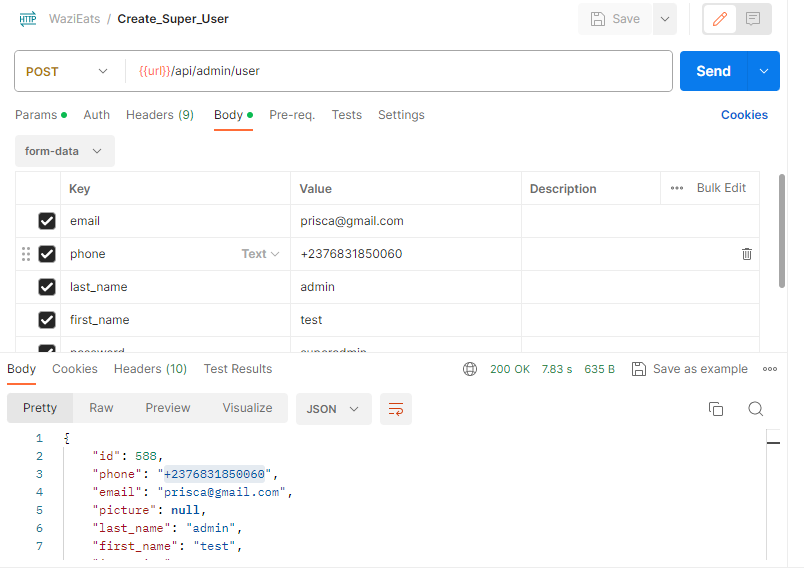 HTTP WaziEats / Create_Super_User Save
POST {{url}}/api/admin/user Send
Params Auth Headers (9) Body Pre-req. Tests Settings Cookies
form-data
Key Value Description ••• Bulk Edit
email prisca@gmail.com
phone Text +2376831850060
last_name admin
first_name test
password superadmin
Body Cookies Headers (10) Test Results 200 OK 7.83 s 635 B Save as example
Pretty Raw Preview Visualize JSON
1 {
2 "id": 588,
3 "phone": "+2376831850060",
4 "email": "prisca@gmail.com",
5 "picture": null,
6 "last_name": "admin",
7 "first_name": "test",